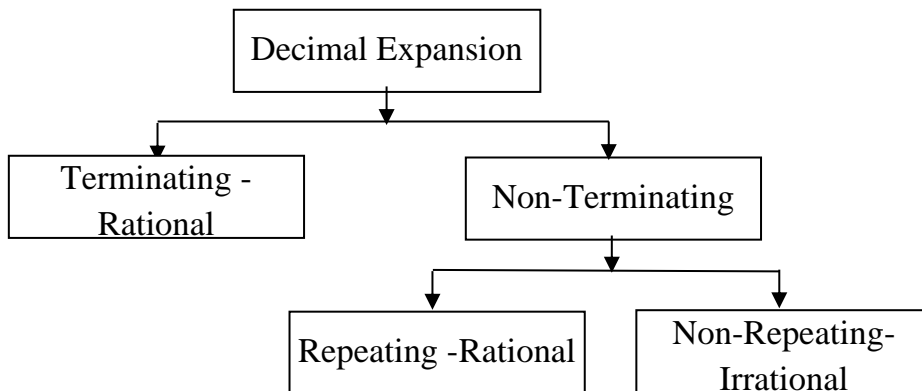 Decimal Expansion
Terminating -
Rational
Non-Terminating
Repeating -Rational
Non-Repeating-
Irrational